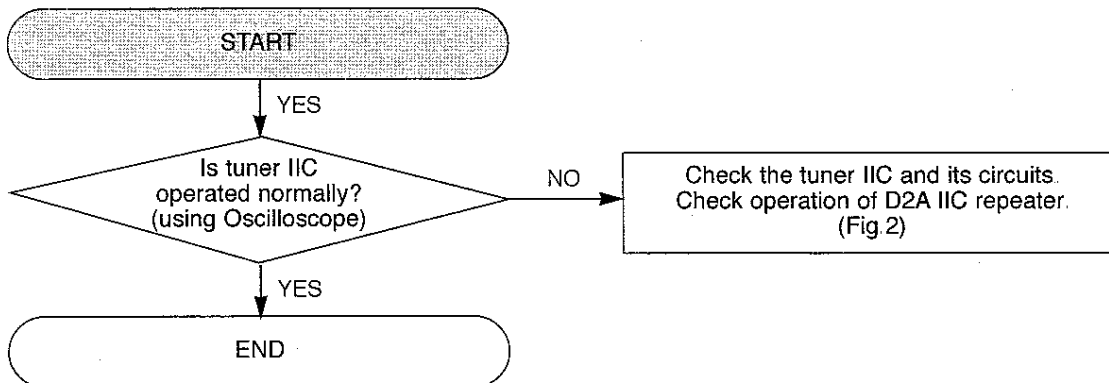 START
YES
Is tuner IIC
operated normally?
(using Oscilloscope)
NO
Check the tuner IIC and its circuits.
Check operation of D2A IIC repeater.
(Fig.2)
YES
END